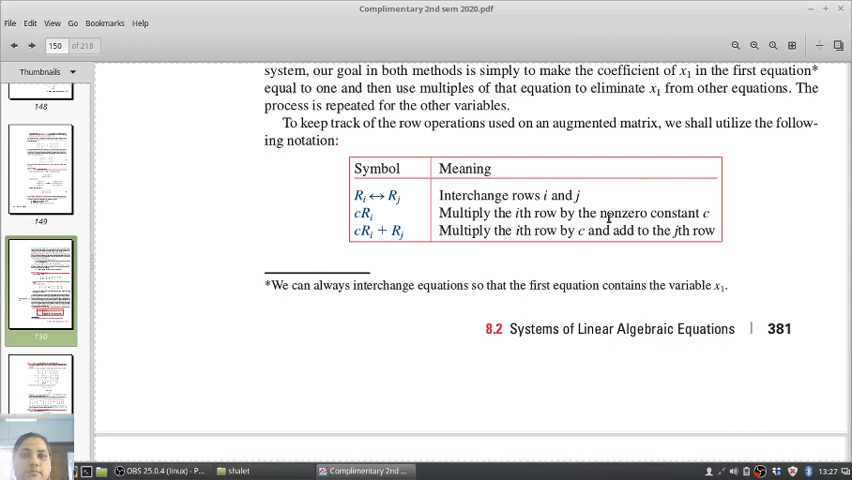 Complimentary 2nd sem 2020.pdf
File Edit View Go Bookmarks Help
150 of 218
Thumbnails
148
149
150
system, our goal in both methods is simply to make the coefficient of x₁ in the first equation*
equal to one and then use multiples of that equation to eliminate x₁ from other equations. The
process is repeated for the other variables.
To keep track of the row operations used on an augmented matrix, we shall utilize the follow-
ing notation:
Symbol Meaning
Rᵢ ↔ Rⱼ Interchange rows i and j
cRᵢ Multiply the ith row by the nonzero constant c
cRᵢ + Rⱼ Multiply the ith row by c and add to the jth row
*We can always interchange equations so that the first equation contains the variable x₁.
8.2 Systems of Linear Algebraic Equations 381
OBS 25.0.4 (linux) - P... shalet Complimentary 2nd ... 13:27